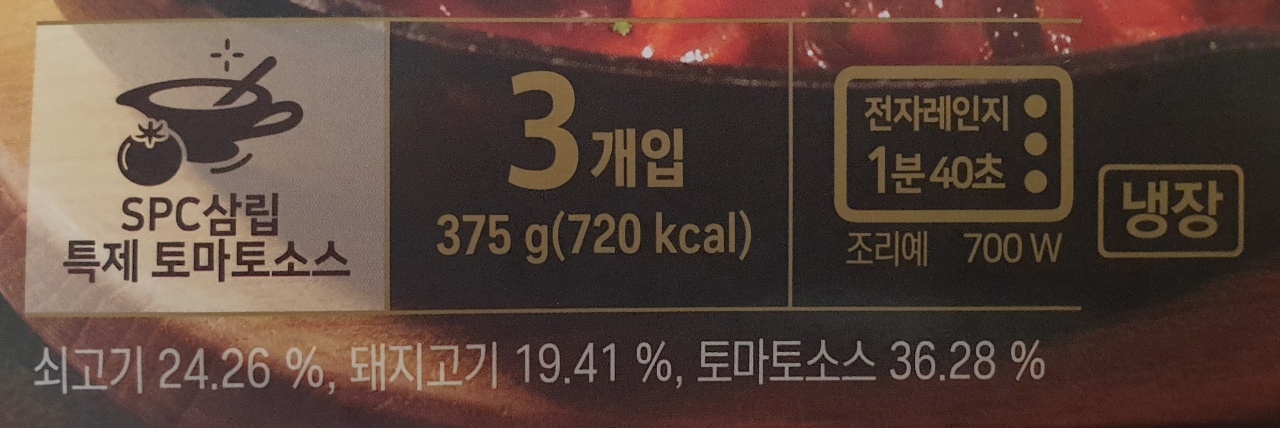 SPC삼립
특제 토마토소스
3개입
375 g(720 kcal)
전자레인지
1분 40초
조리예 700 W
냉장
쇠고기 24.26 %, 돼지고기 19.41 %, 토마토소스 36.28 %